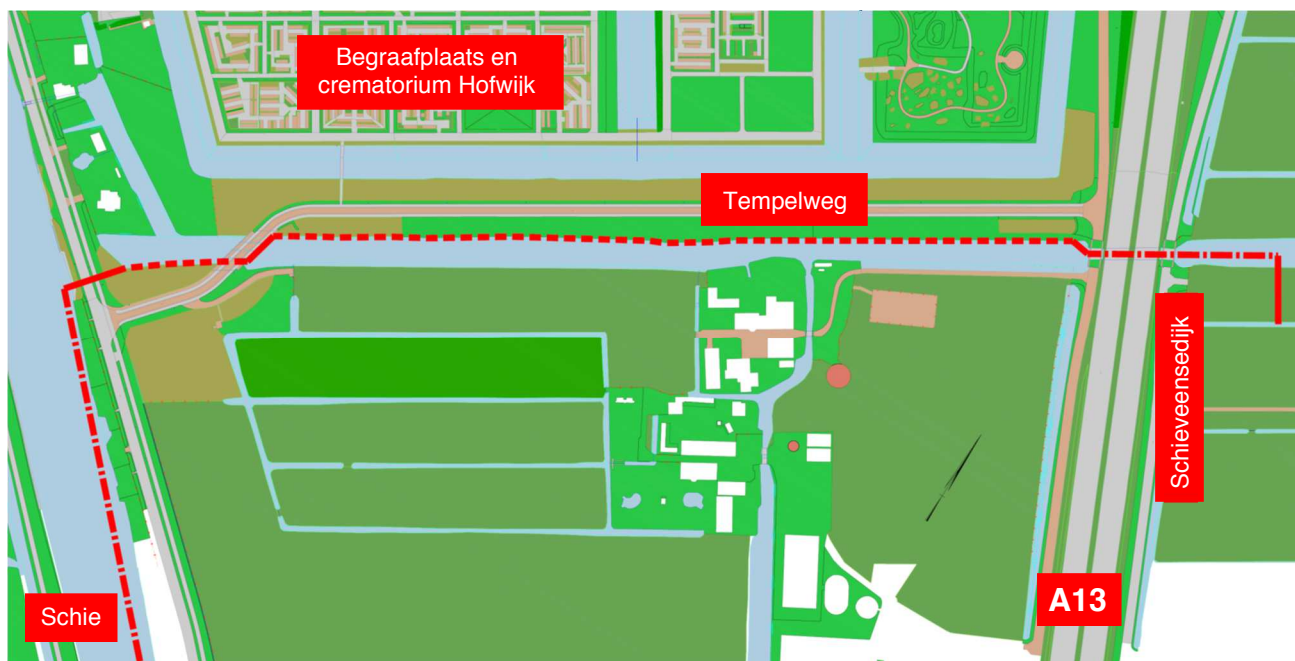 Begraafplaats en
crematorium Hofwijk
Tempelweg
Schieveensedijk
A13
Schie